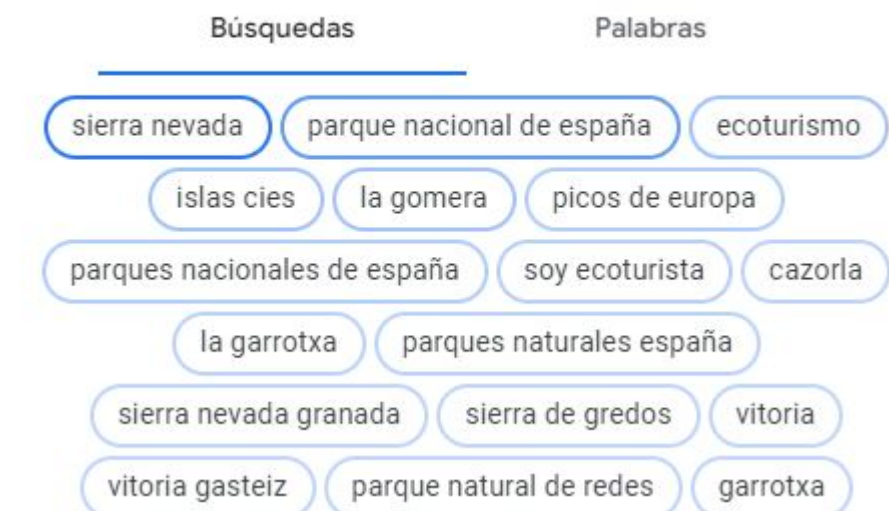 Búsquedas Palabras
sierra nevada parque nacional de españa ecoturismo
islas cies la gomera picos de europa
parques nacionales de españa soy ecoturista cazorla
la garrotxa parques naturales españa
sierra nevada granada sierra de gredos vitoria
vitoria gasteiz parque natural de redes garrotxa